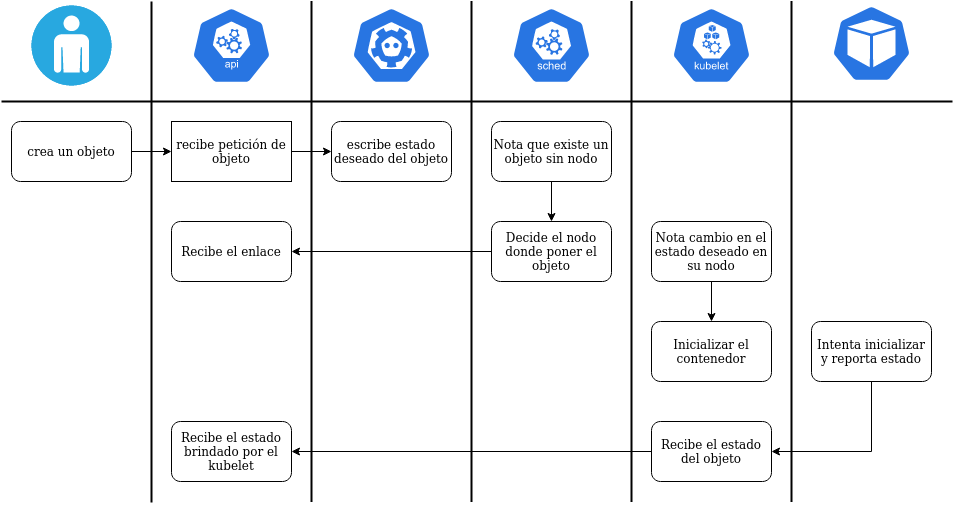 api
sched
kubelet
crea un objeto
recibe petición de
objeto
escribe estado
deseado del objeto
Nota que existe un
objeto sin nodo
Recibe el enlace
Decide el nodo
donde poner el
objeto
Nota cambio en el
estado deseado en
su nodo
Inicializar el
contenedor
Intenta inicializar
y reporta estado
Recibe el estado
brindado por el
kubelet
Recibe el estado
del objeto